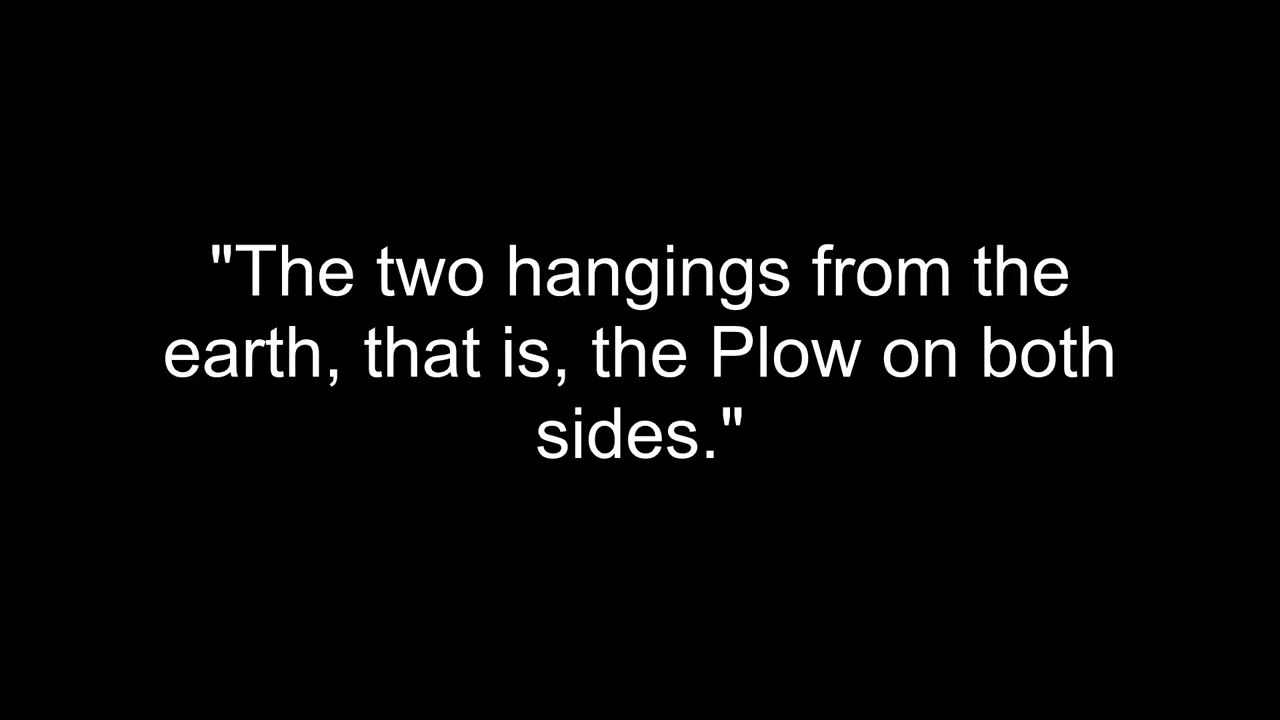 "The two hangings from the
earth, that is, the Plow on both
sides."